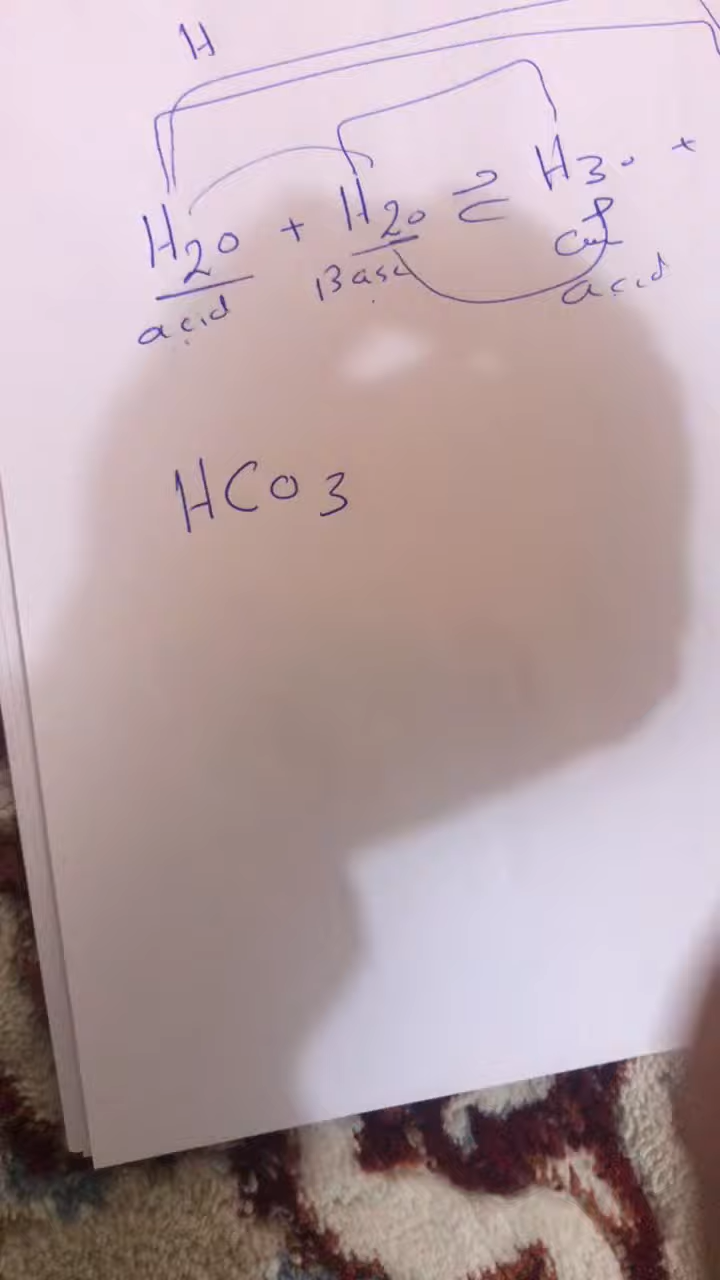 H
H2O + H2O ⇌ H3O +
acid Base acid
HCO3